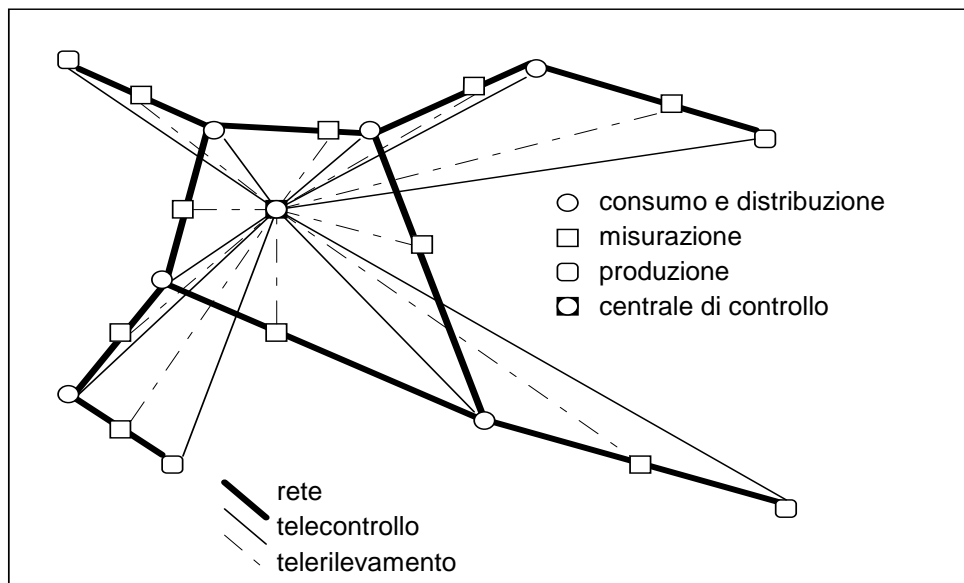 consumo e distribuzione
misurazione
produzione
centrale di controllo
rete
telecontrollo
telerilevamento